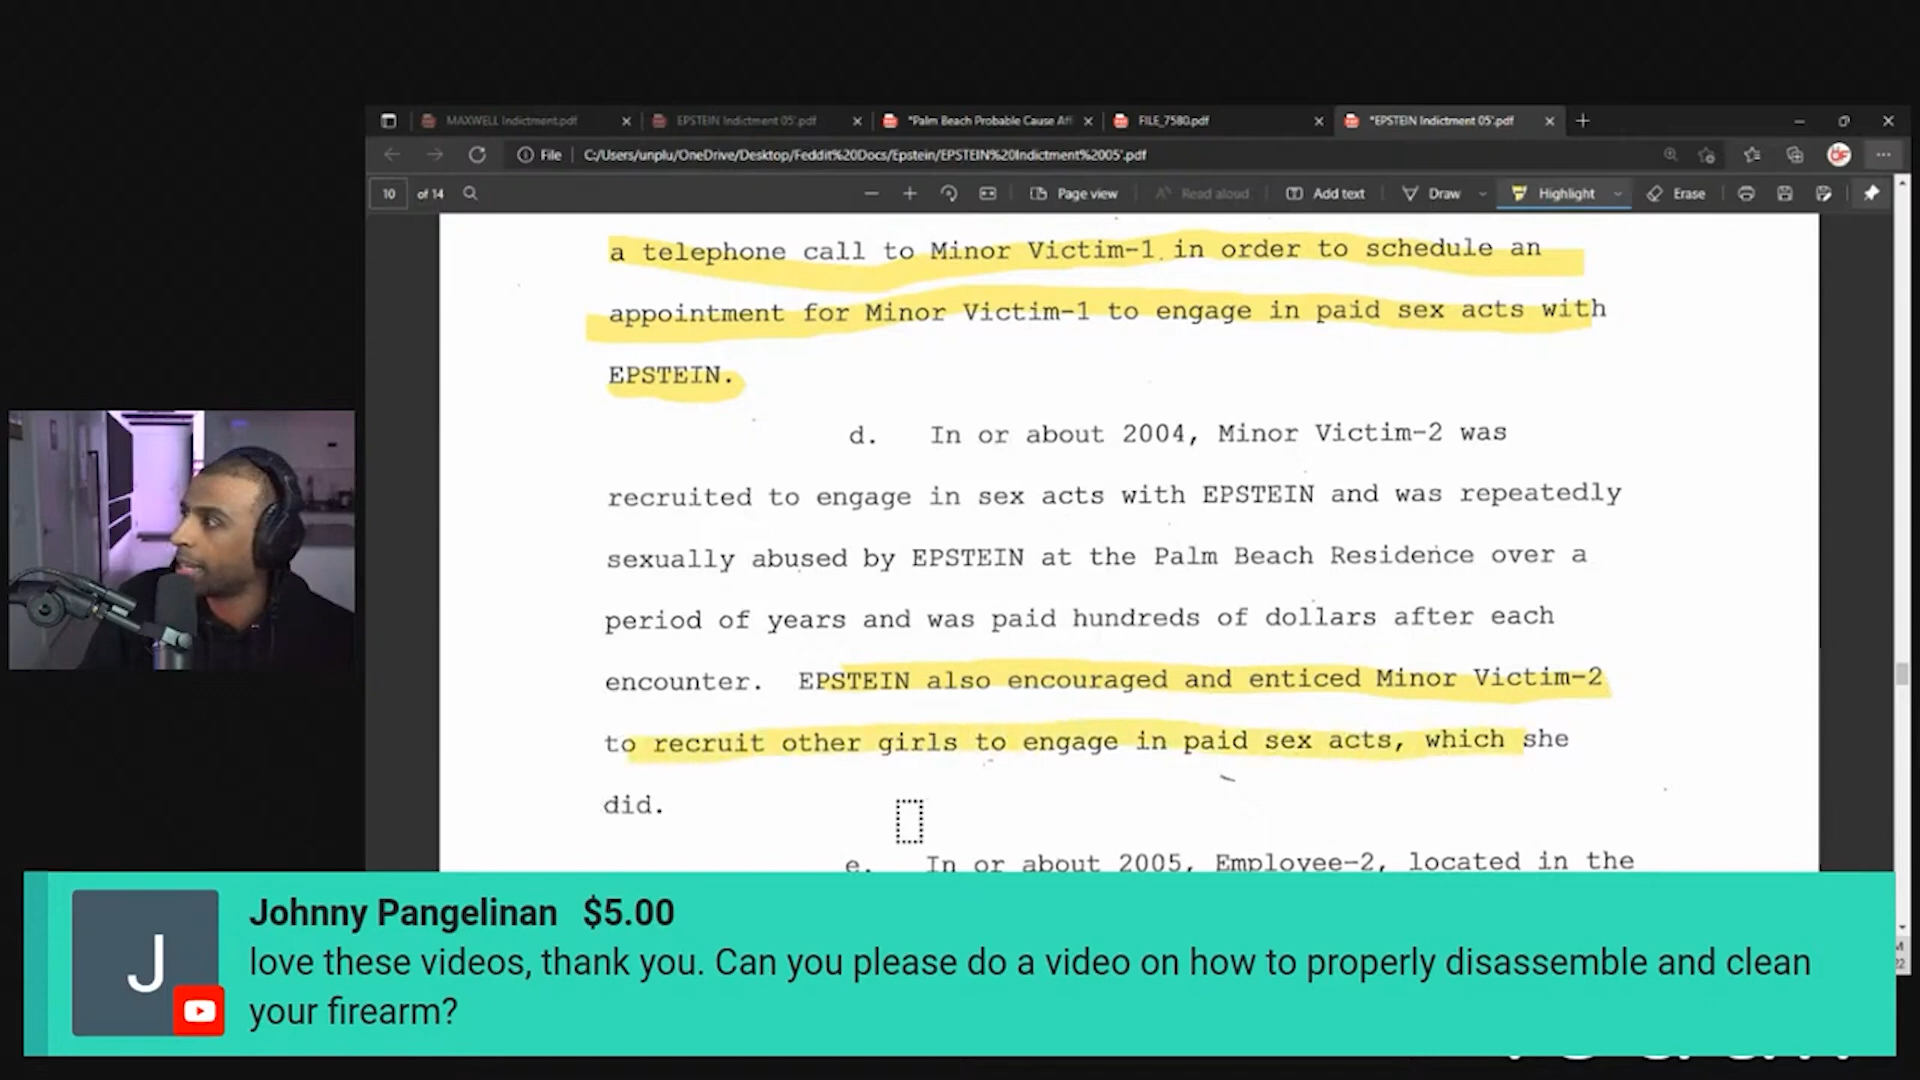 MAXWELL Indictment.pdf
EPSTEIN Indictment 05'.pdf
*Palm Beach Probable Cause Aff
FILE_7580.pdf
*EPSTEIN Indictment 05'.pdf
File
C:/Users/unplu/OneDrive/Desktop/Feddit%20Docs/Epstein/EPSTEIN%20Indictment%2005'.pdf
10 of 14
Page view
Read aloud
Add text
Draw
Highlight
Erase
a telephone call to Minor Victim-1 in order to schedule an
appointment for Minor Victim-1 to engage in paid sex acts with
EPSTEIN.
d. In or about 2004, Minor Victim-2 was
recruited to engage in sex acts with EPSTEIN and was repeatedly
sexually abused by EPSTEIN at the Palm Beach Residence over a
period of years and was paid hundreds of dollars after each
encounter. EPSTEIN also encouraged and enticed Minor Victim-2
to recruit other girls to engage in paid sex acts, which she
did.
e. In or about 2005, Employee-2, located in the
J
Johnny Pangelinan $5.00
love these videos, thank you. Can you please do a video on how to properly disassemble and clean
your firearm?